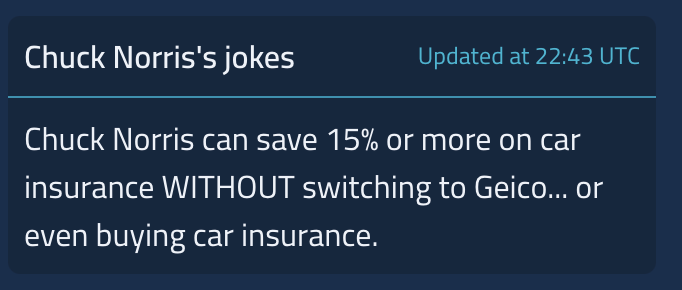 Chuck Norris's jokes
Updated at 22:43 UTC
Chuck Norris can save 15% or more on car
insurance WITHOUT switching to Geico... or
even buying car insurance.